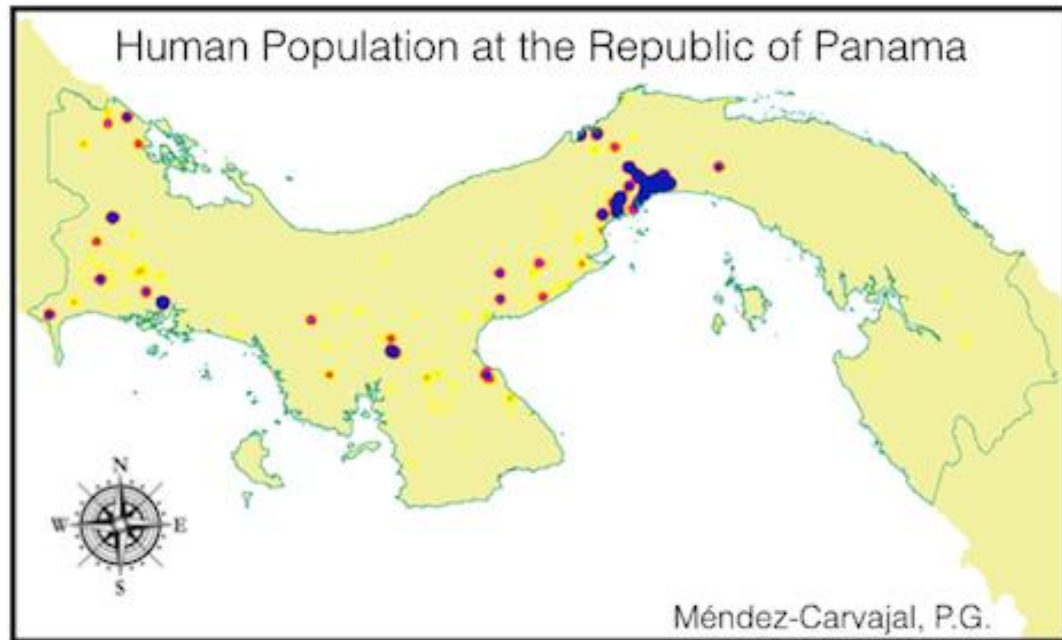 Human Population at the Republic of Panama
N
W
E
S
Méndez-Carvajal, P.G.